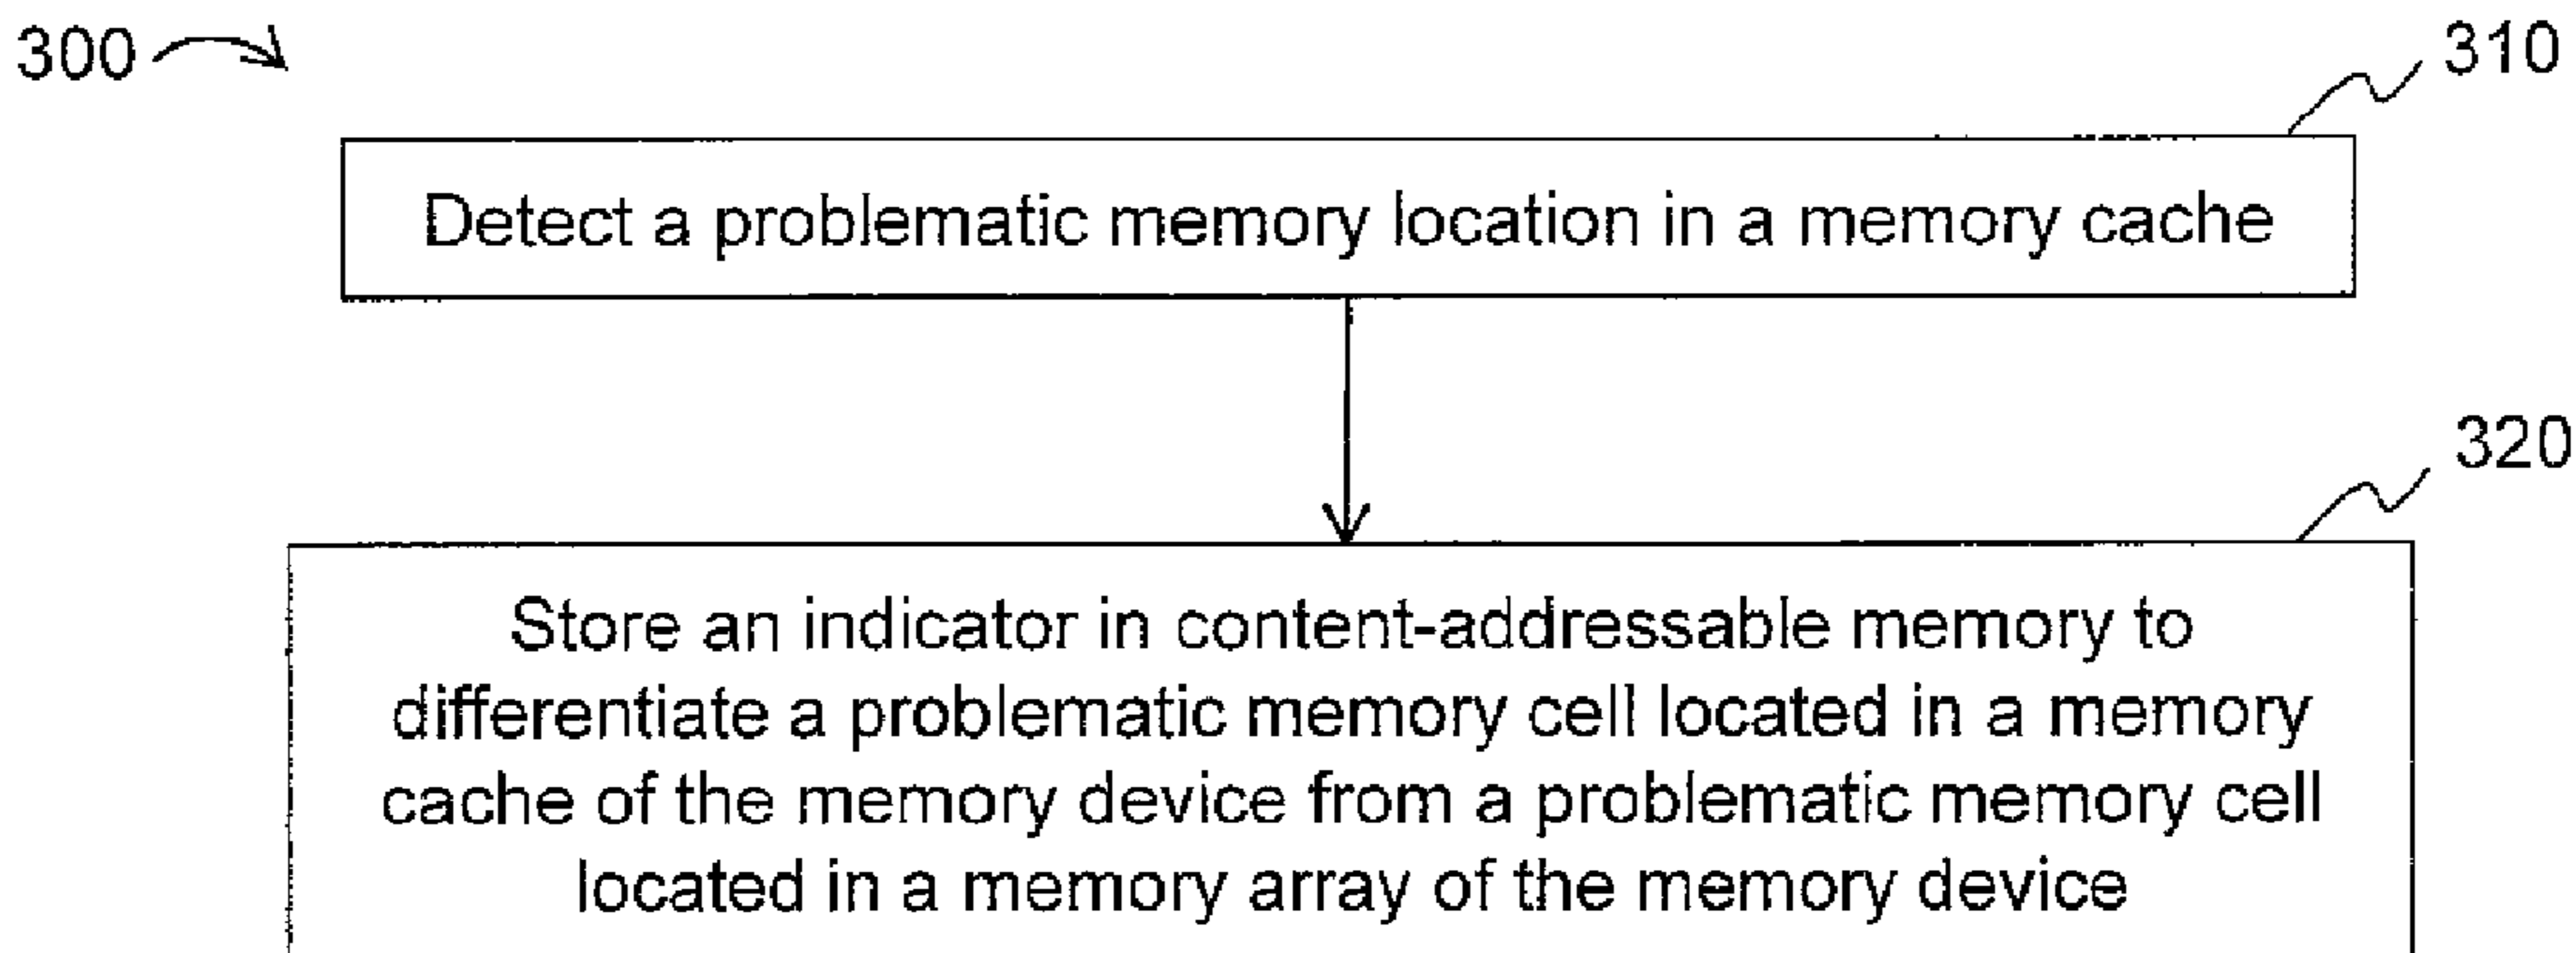 300
310
Detect a problematic memory location in a memory cache
320
Store an indicator in content-addressable memory to
differentiate a problematic memory cell located in a memory
cache of the memory device from a problematic memory cell
located in a memory array of the memory device